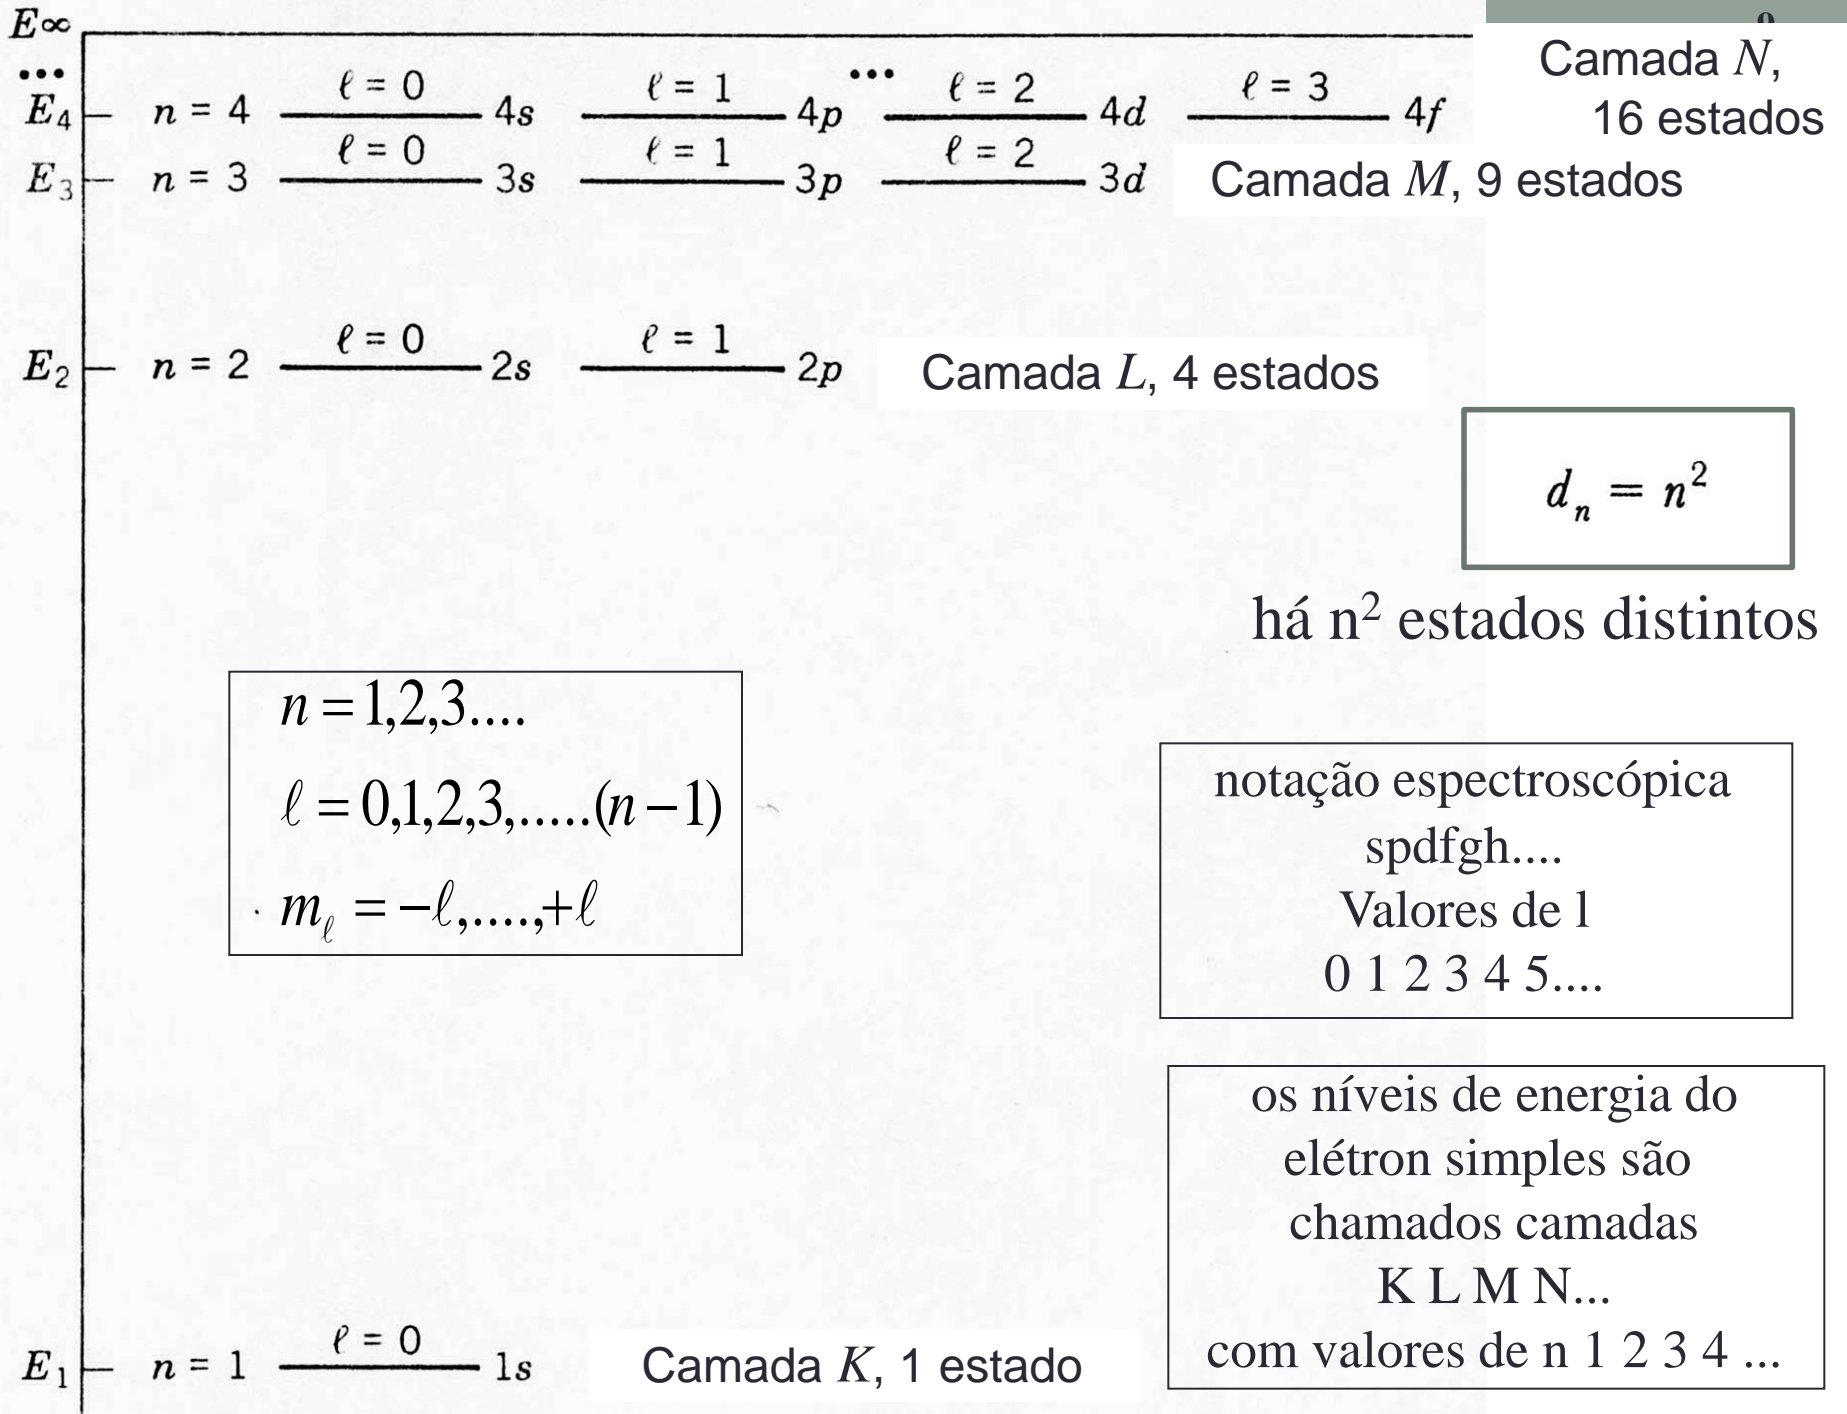 9
E∞
Camada N,
16 estados
... ...
E₄ n = 4 ℓ = 0 4s ℓ = 1 4p ℓ = 2 4d ℓ = 3 4f
E₃ n = 3 ℓ = 0 3s ℓ = 1 3p ℓ = 2 3d Camada M, 9 estados
E₂ n = 2 ℓ = 0 2s ℓ = 1 2p Camada L, 4 estados
dₙ = n²
há n² estados distintos
n = 1,2,3....
ℓ = 0,1,2,3,.....(n − 1)
m_ℓ = −ℓ,....,+ℓ
notação espectroscópica
spdfgh....
Valores de l
0 1 2 3 4 5....
os níveis de energia do
elétron simples são
chamados camadas
K L M N...
com valores de n 1 2 3 4 ...
E₁ n = 1 ℓ = 0 1s Camada K, 1 estado